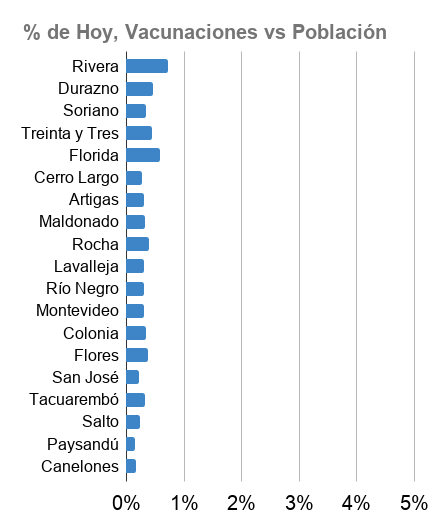 % de Hoy, Vacunaciones vs Población
Rivera
Durazno
Soriano
Treinta y Tres
Florida
Cerro Largo
Artigas
Maldonado
Rocha
Lavalleja
Río Negro
Montevideo
Colonia
Flores
San José
Tacuarembó
Salto
Paysandú
Canelones
0% 1% 2% 3% 4% 5%